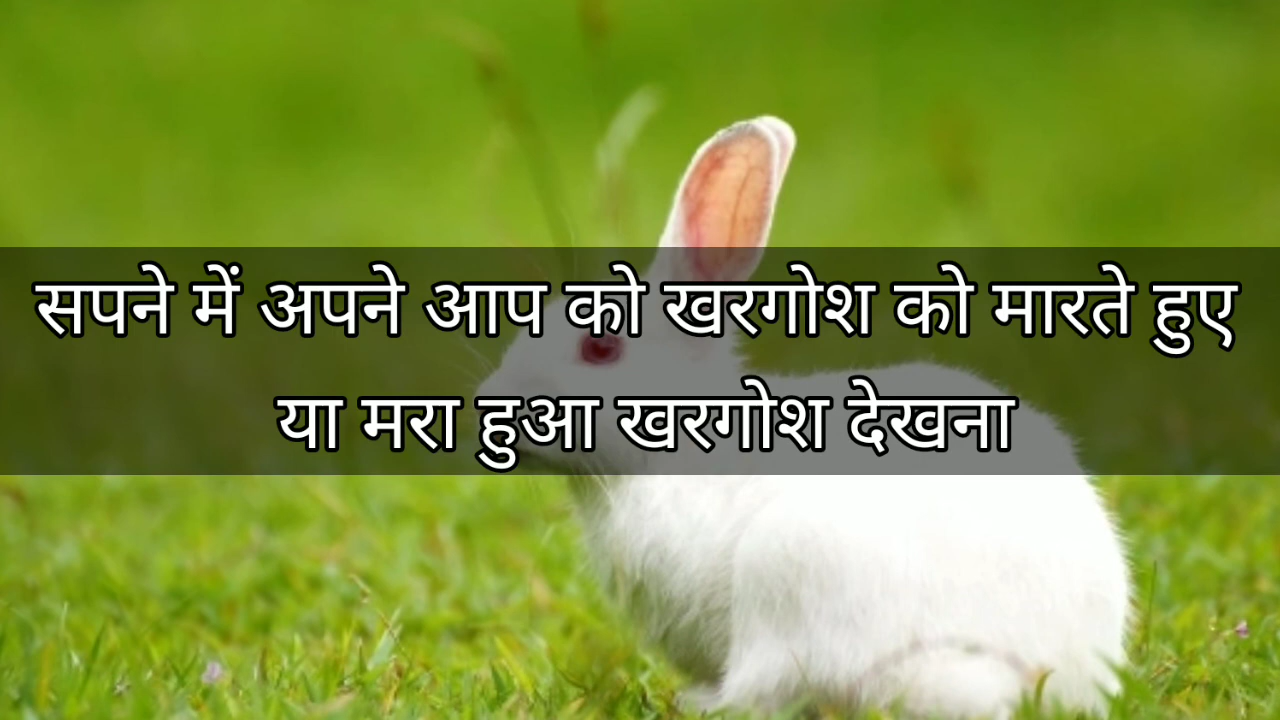 सपने में अपने आप को खरगोश को मारते हुए
या मरा हुआ खरगोश देखना